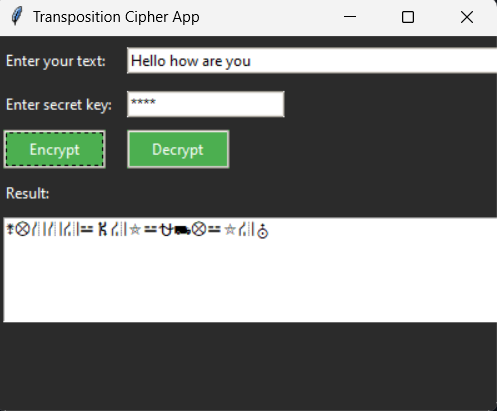 Transposition Cipher App
Enter your text: Hello how are you
Enter secret key: ****
Encrypt Decrypt
Result: